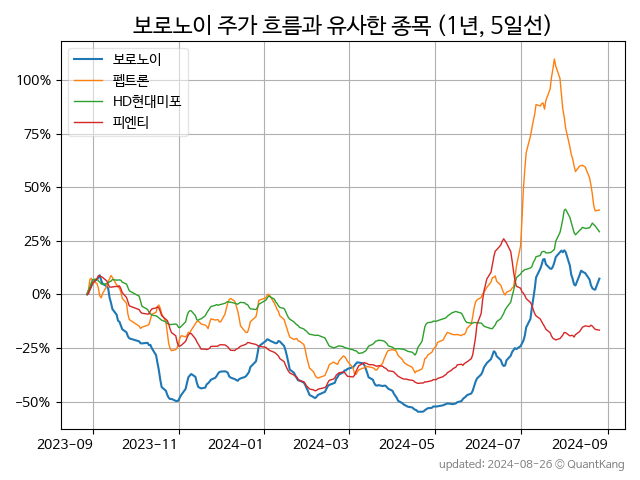 보로노이 주가 흐름과 유사한 종목 (1년, 5일선)
보로노이
펩트론
HD현대미포
피엔티
100%
75%
50%
25%
0%
−25%
−50%
2023-09
2023-11
2024-01
2024-03
2024-05
2024-07
2024-09
updated: 2024-08-26 © QuantKang